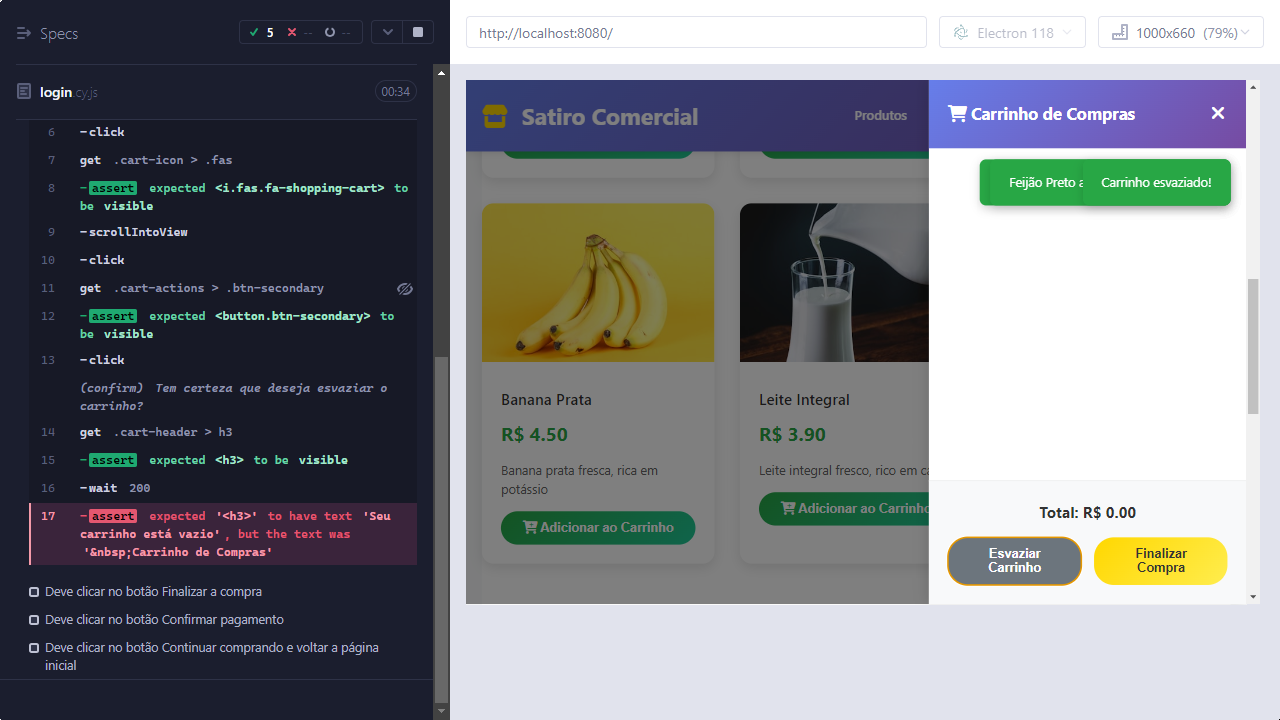 Specs
5
--
--
login.cy.js
00:34
6 -click
7 get .cart-icon > .fas
8 -assert expected <i.fas.fa-shopping-cart> to
be visible
9 -scrollIntoView
10 -click
11 get .cart-actions > .btn-secondary
12 -assert expected <button.btn-secondary> to
be visible
13 -click
(confirm) Tem certeza que deseja esvaziar o
carrinho?
14 get .cart-header > h3
15 -assert expected <h3> to be visible
16 -wait 200
17 -assert expected '<h3>' to have text 'Seu
carrinho está vazio', but the text was
'&nbsp;Carrinho de Compras'
Deve clicar no botão Finalizar a compra
Deve clicar no botão Confirmar pagamento
Deve clicar no botão Continuar comprando e voltar a página
inicial
http://localhost:8080/
Electron 118
1000x660 (79%)
Satiro Comercial
Produtos
Banana Prata
R$ 4.50
Banana prata fresca, rica em
potássio
Adicionar ao Carrinho
Leite Integral
R$ 3.90
Leite integral fresco, rico em
Adicionar ao Carrinho
Carrinho de Compras
Feijão Preto
Carrinho esvaziado!
Total: R$ 0.00
Esvaziar
Carrinho
Finalizar
Compra